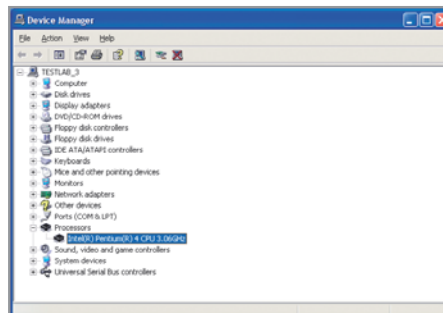 Device Manager
File Action View Help
TESTLAB_3
Computer
Disk drives
Display adapters
DVD/CD-ROM drives
Floppy disk controllers
Floppy disk drives
IDE ATA/ATAPI controllers
Keyboards
Mice and other pointing devices
Monitors
Network adapters
Other devices
Ports (COM & LPT)
Processors
Intel(R) Pentium(R) 4 CPU 3.06GHz
Sound, video and game controllers
System devices
Universal Serial Bus controllers